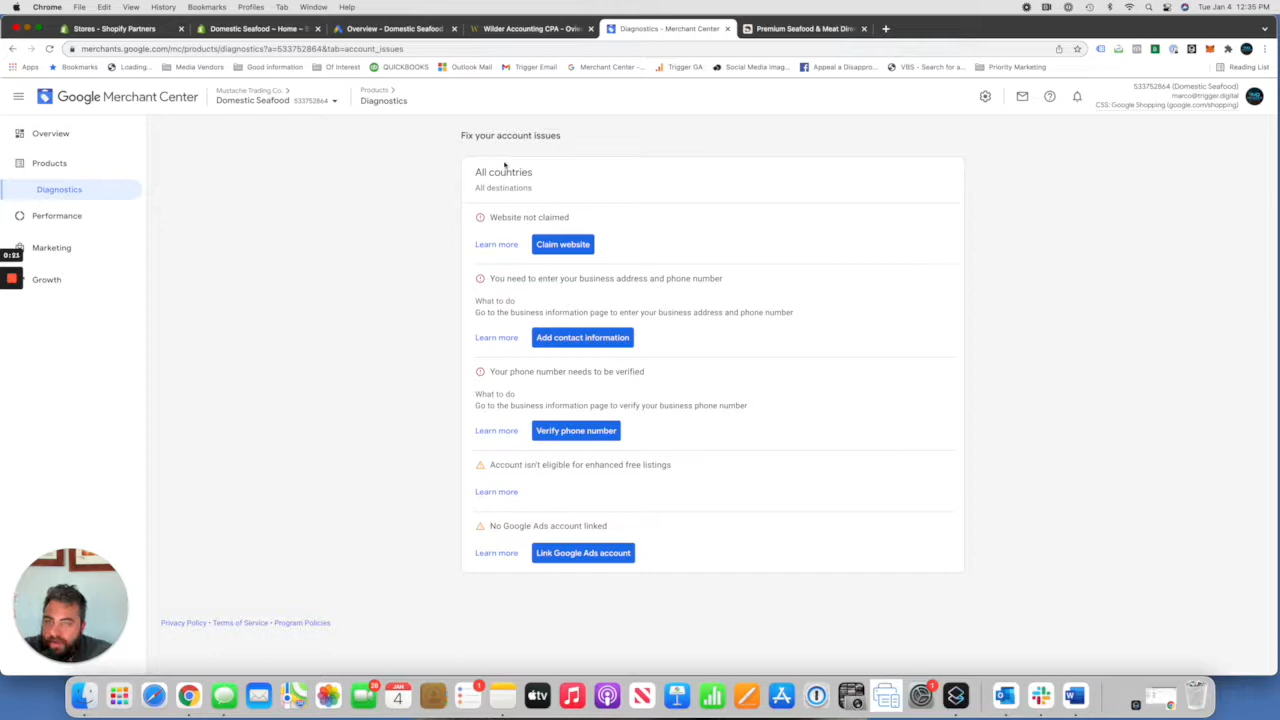 Chrome File Edit View History Bookmarks Profiles Tab Window Help
Tue Jan 4 12:35 PM
Stores - Shopify Partners
Domestic Seafood ~ Home ~ S
Overview - Domestic Seafood
Wilder Accounting CPA - Ovi
Diagnostics - Merchant Center
Premium Seafood & Meat Dire
merchants.google.com/mc/products/diagnostics?a=533752864&tab=account_issues
Apps Bookmarks Loading... Media Vendors Good information Of Interest QUICKBOOKS Outlook Mail Trigger Email Merchant Center -... Trigger GA Social Media Imag... Appeal a Disappro... VBS - Search for a... Priority Marketing Reading List
Google Merchant Center
Mustache Trading Co.
Domestic Seafood 533752864
Products
Diagnostics
533752864 (Domestic Seafood)
marco@trigger.digital
CSS: Google Shopping (google.com/shopping)
Overview
Products
Diagnostics
Performance
Marketing
Growth
0:21
Fix your account issues
All countries
All destinations
Website not claimed
Learn more Claim website
You need to enter your business address and phone number
What to do
Go to the business information page to enter your business address and phone number
Learn more Add contact information
Your phone number needs to be verified
What to do
Go to the business information page to verify your business phone number
Learn more Verify phone number
Account isn't eligible for enhanced free listings
Learn more
No Google Ads account linked
Learn more Link Google Ads account
Privacy Policy • Terms of Service • Program Policies
JAN
4
1
tv
1